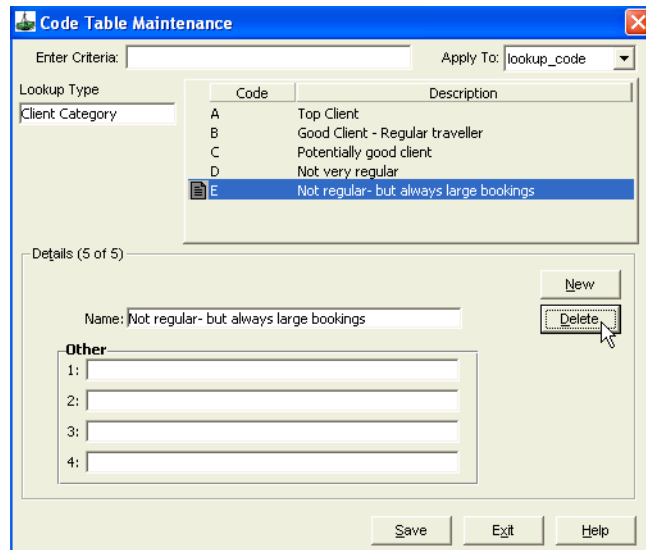 Code Table Maintenance
Enter Criteria: Apply To: lookup_code
Lookup Type
Client Category
Code Description
A Top Client
B Good Client - Regular traveller
C Potentially good client
D Not very regular
E Not regular- but always large bookings
Details (5 of 5)
New
Name: Not regular- but always large bookings
Delete
Other
1:
2:
3:
4:
Save Exit Help